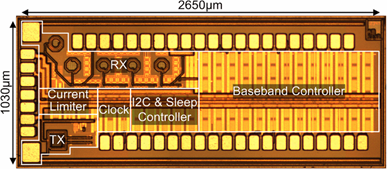 2650µm
1030µm
RX
Current
Limiter
Clock
I2C & Sleep
Controller
Baseband Controller
TX